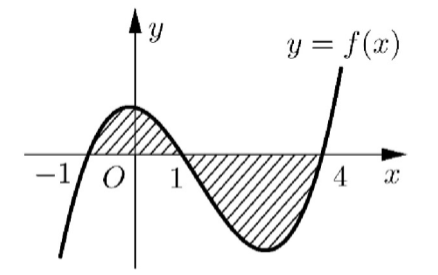 y
y = f(x)
−1 O 1 4 x